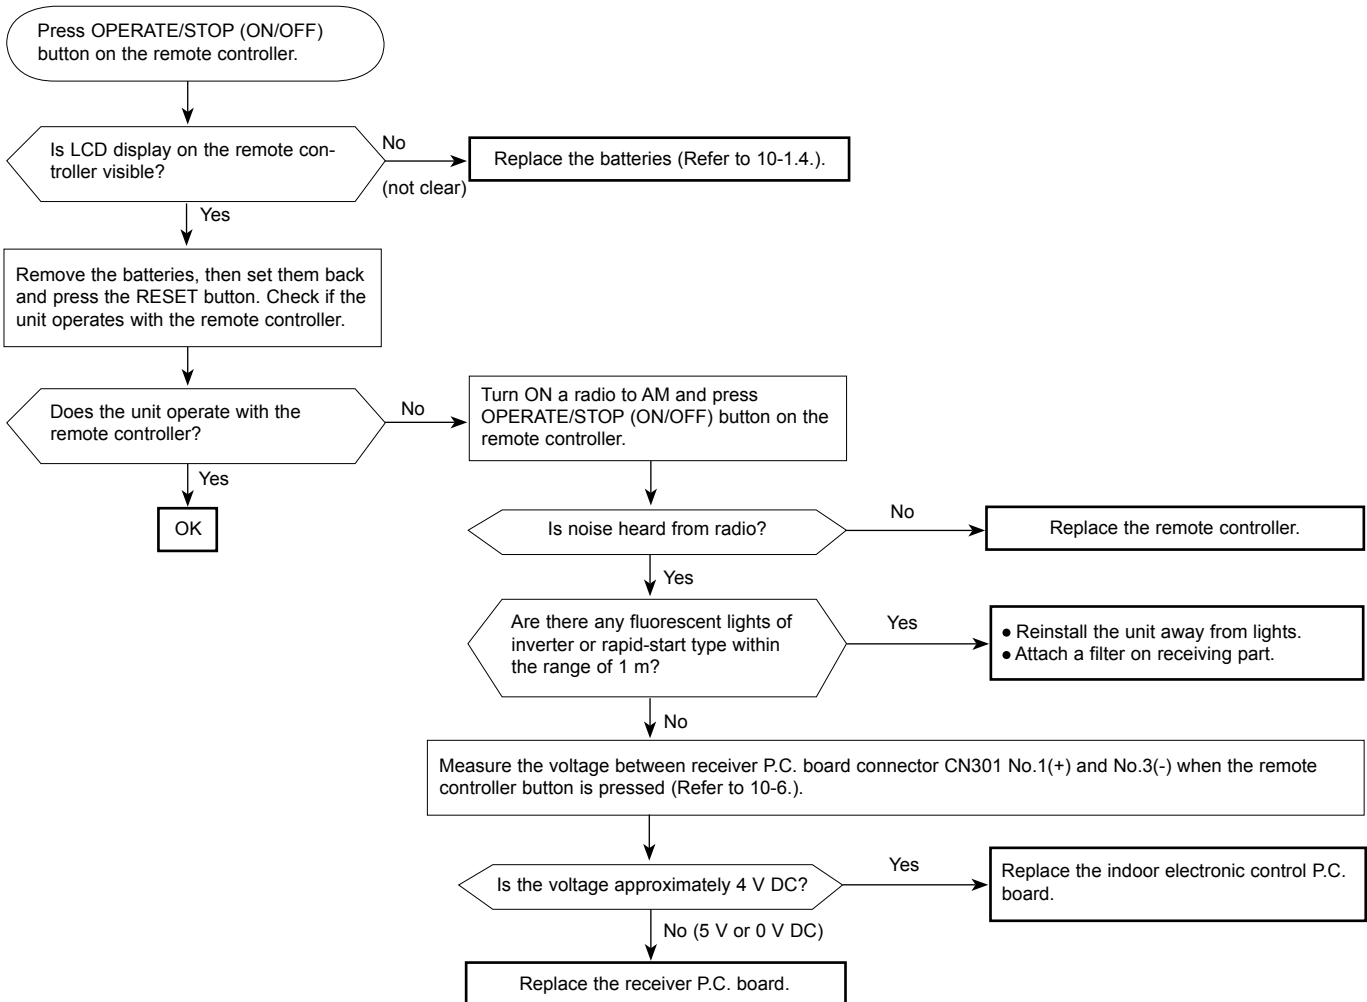 Press OPERATE/STOP (ON/OFF)
button on the remote controller.
Is LCD display on the remote con-
troller visible?
No
(not clear)
Replace the batteries (Refer to 10-1.4.).
Yes
Remove the batteries, then set them back
and press the RESET button. Check if the
unit operates with the remote controller.
Does the unit operate with the
remote controller?
No
Turn ON a radio to AM and press
OPERATE/STOP (ON/OFF) button on the
remote controller.
Yes
OK
Is noise heard from radio?
No
Replace the remote controller.
Yes
Are there any fluorescent lights of
inverter or rapid-start type within
the range of 1 m?
Yes
● Reinstall the unit away from lights.
● Attach a filter on receiving part.
No
Measure the voltage between receiver P.C. board connector CN301 No.1(+) and No.3(-) when the remote
controller button is pressed (Refer to 10-6.).
Is the voltage approximately 4 V DC?
Yes
Replace the indoor electronic control P.C.
board.
No (5 V or 0 V DC)
Replace the receiver P.C. board.